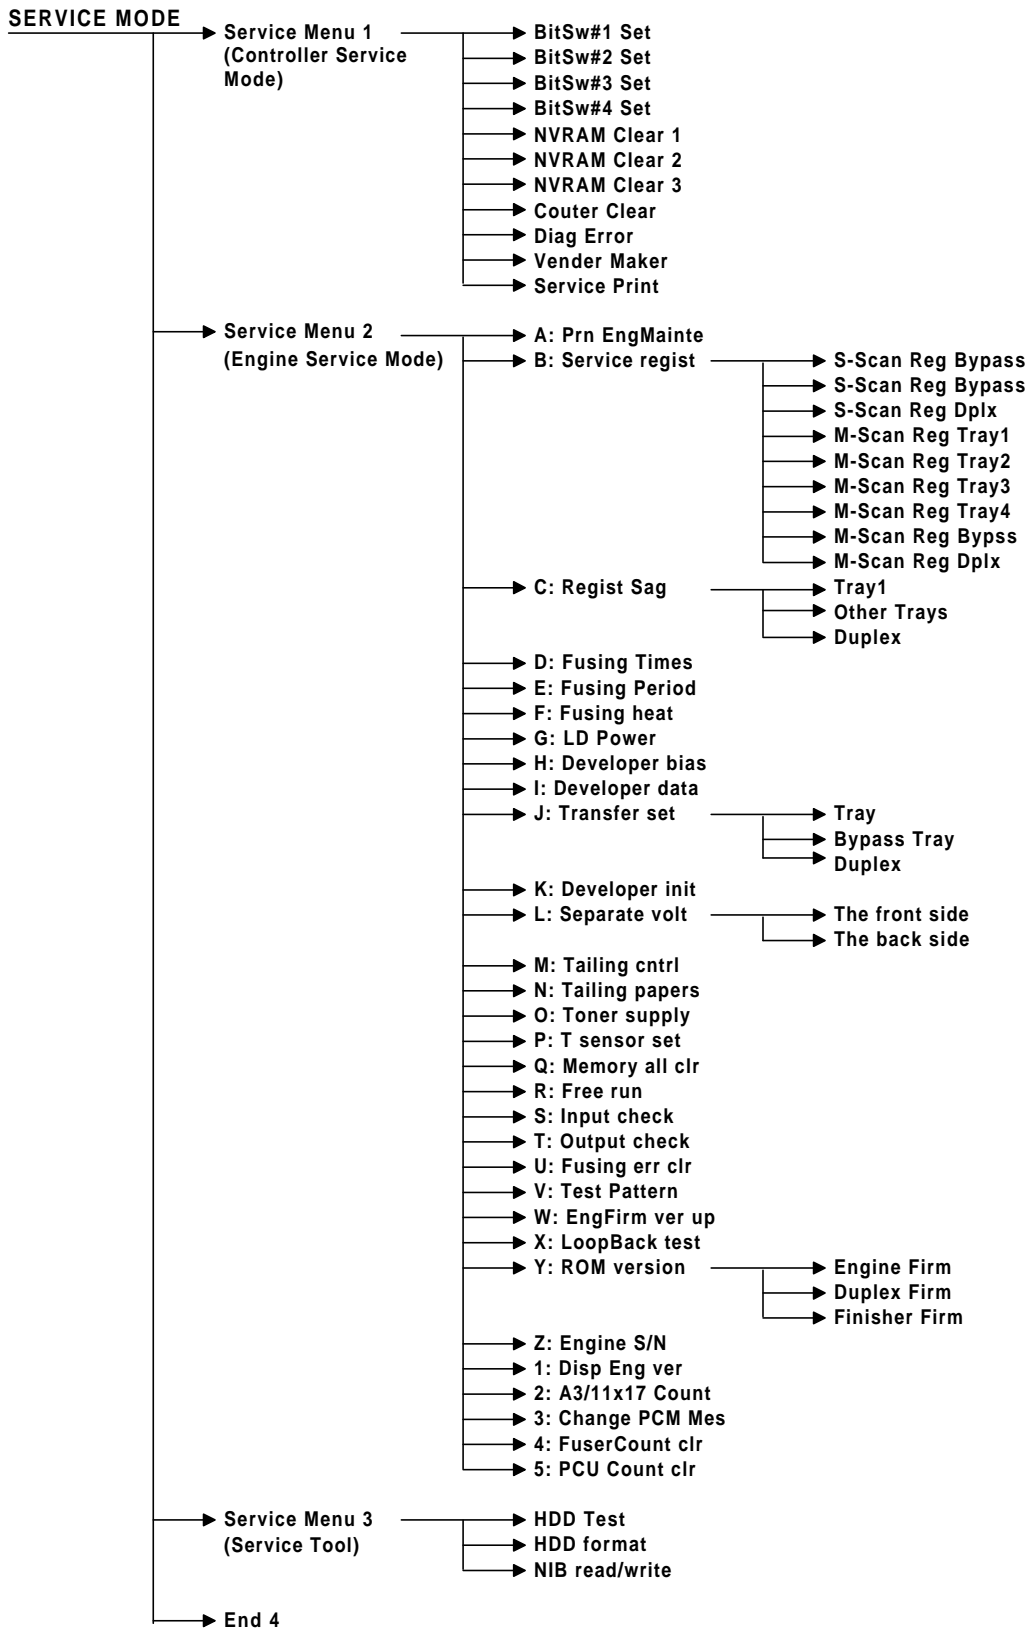 SERVICE MODE
Service Menu 1
(Controller Service
Mode)
BitSw#1 Set
BitSw#2 Set
BitSw#3 Set
BitSw#4 Set
NVRAM Clear 1
NVRAM Clear 2
NVRAM Clear 3
Couter Clear
Diag Error
Vender Maker
Service Print
Service Menu 2
(Engine Service Mode)
A: Prn EngMainte
B: Service regist
S-Scan Reg Bypass
S-Scan Reg Bypass
S-Scan Reg Dplx
M-Scan Reg Tray1
M-Scan Reg Tray2
M-Scan Reg Tray3
M-Scan Reg Tray4
M-Scan Reg Bypss
M-Scan Reg Dplx
C: Regist Sag
Tray1
Other Trays
Duplex
D: Fusing Times
E: Fusing Period
F: Fusing heat
G: LD Power
H: Developer bias
I: Developer data
J: Transfer set
Tray
Bypass Tray
Duplex
K: Developer init
L: Separate volt
The front side
The back side
M: Tailing cntrl
N: Tailing papers
O: Toner supply
P: T sensor set
Q: Memory all clr
R: Free run
S: Input check
T: Output check
U: Fusing err clr
V: Test Pattern
W: EngFirm ver up
X: LoopBack test
Y: ROM version
Engine Firm
Duplex Firm
Finisher Firm
Z: Engine S/N
1: Disp Eng ver
2: A3/11x17 Count
3: Change PCM Mes
4: FuserCount clr
5: PCU Count clr
Service Menu 3
(Service Tool)
HDD Test
HDD format
NIB read/write
End 4